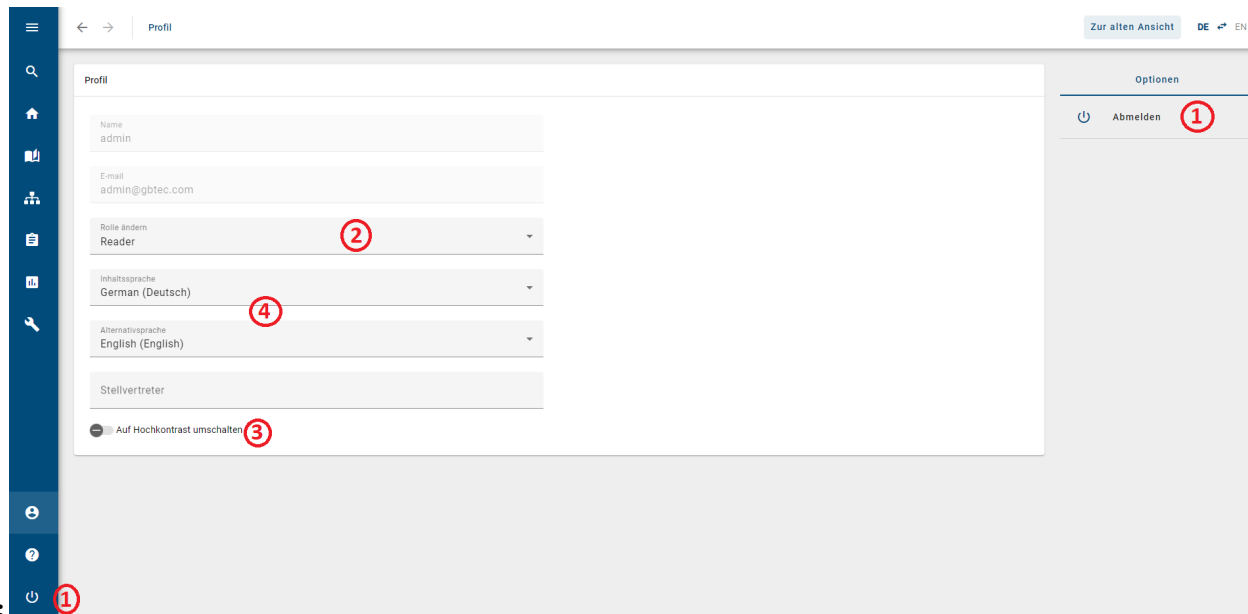 Profil
Zur alten Ansicht
DE
EN
Profil
Optionen
Name
admin
Abmelden
1
E-mail
admin@gbtec.com
Rolle ändern
Reader
2
Inhaltssprache
German (Deutsch)
4
Alternativsprache
English (English)
Stellvertreter
Auf Hochkontrast umschalten
3
1